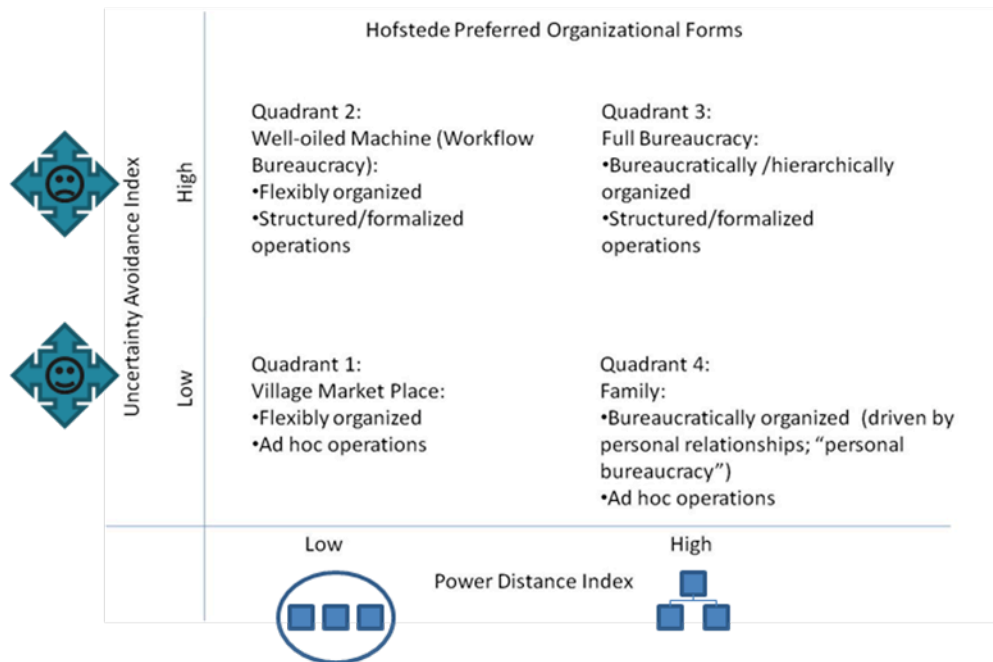 Hofstede Preferred Organizational Forms
Quadrant 2:
Well-oiled Machine (Workflow
Bureaucracy):
•Flexibly organized
•Structured/formalized
operations
Quadrant 3:
Full Bureaucracy:
•Bureaucratically /hierarchically
organized
•Structured/formalized
operations
Uncertainty Avoidance Index
High
Low
Quadrant 1:
Village Market Place:
•Flexibly organized
•Ad hoc operations
Quadrant 4:
Family:
•Bureaucratically organized (driven by
personal relationships; “personal
bureaucracy”)
•Ad hoc operations
Low
High
Power Distance Index